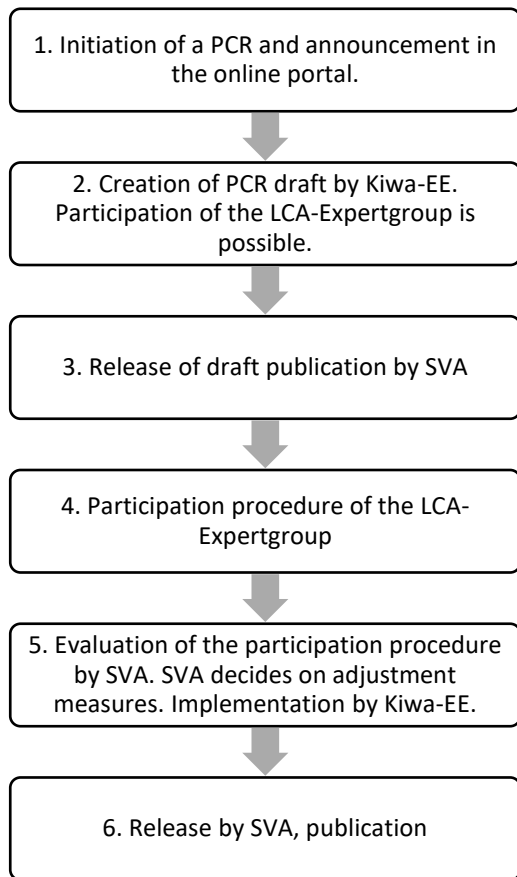 1. Initiation of a PCR and announcement in
the online portal.
2. Creation of PCR draft by Kiwa-EE.
Participation of the LCA-Expertgroup is
possible.
3. Release of draft publication by SVA
4. Participation procedure of the LCA-
Expertgroup
5. Evaluation of the participation procedure
by SVA. SVA decides on adjustment
measures. Implementation by Kiwa-EE.
6. Release by SVA, publication